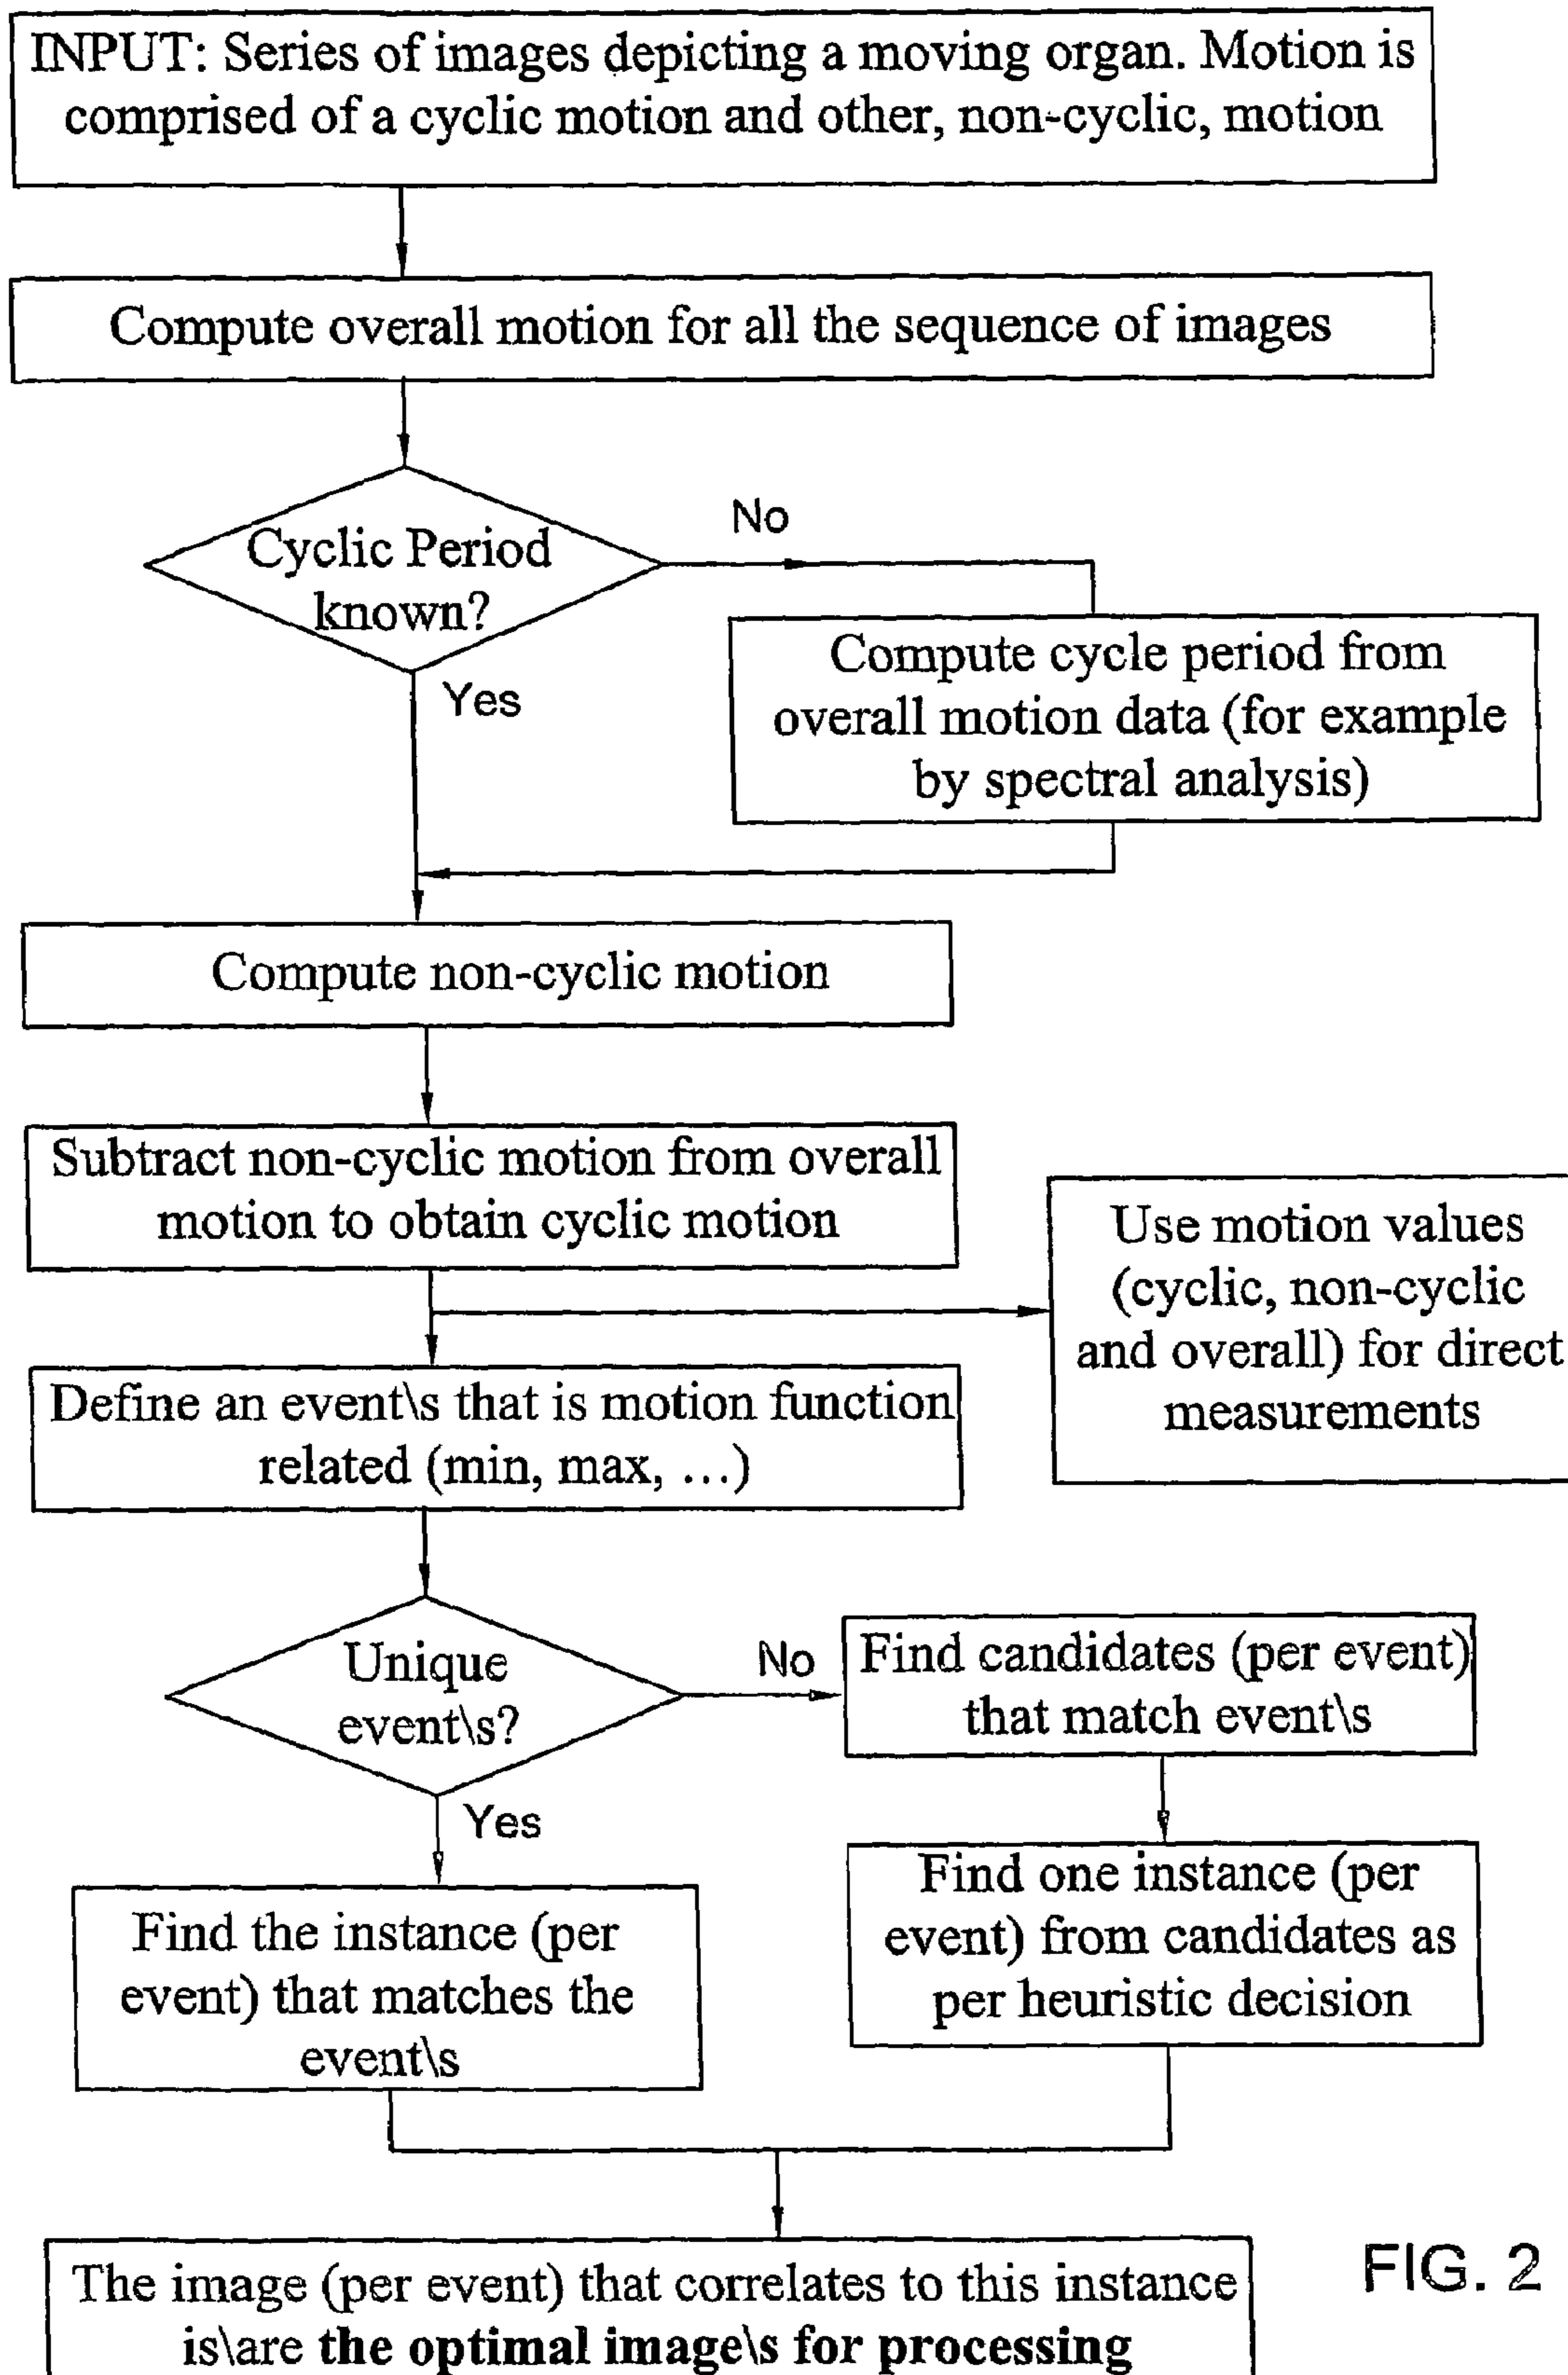 INPUT: Series of images depicting a moving organ. Motion is
comprised of a cyclic motion and other, non-cyclic, motion
Compute overall motion for all the sequence of images
Cyclic Period
known?
No
Yes
Compute cycle period from
overall motion data (for example
by spectral analysis)
Compute non-cyclic motion
Subtract non-cyclic motion from overall
motion to obtain cyclic motion
Use motion values
(cyclic, non-cyclic
and overall) for direct
measurements
Define an event\s that is motion function
related (min, max, ...)
Unique
event\s?
No
Yes
Find candidates (per event)
that match event\s
Find one instance (per
event) from candidates as
per heuristic decision
Find the instance (per
event) that matches the
event\s
The image (per event) that correlates to this instance
is\are the optimal image\s for processing
FIG. 2